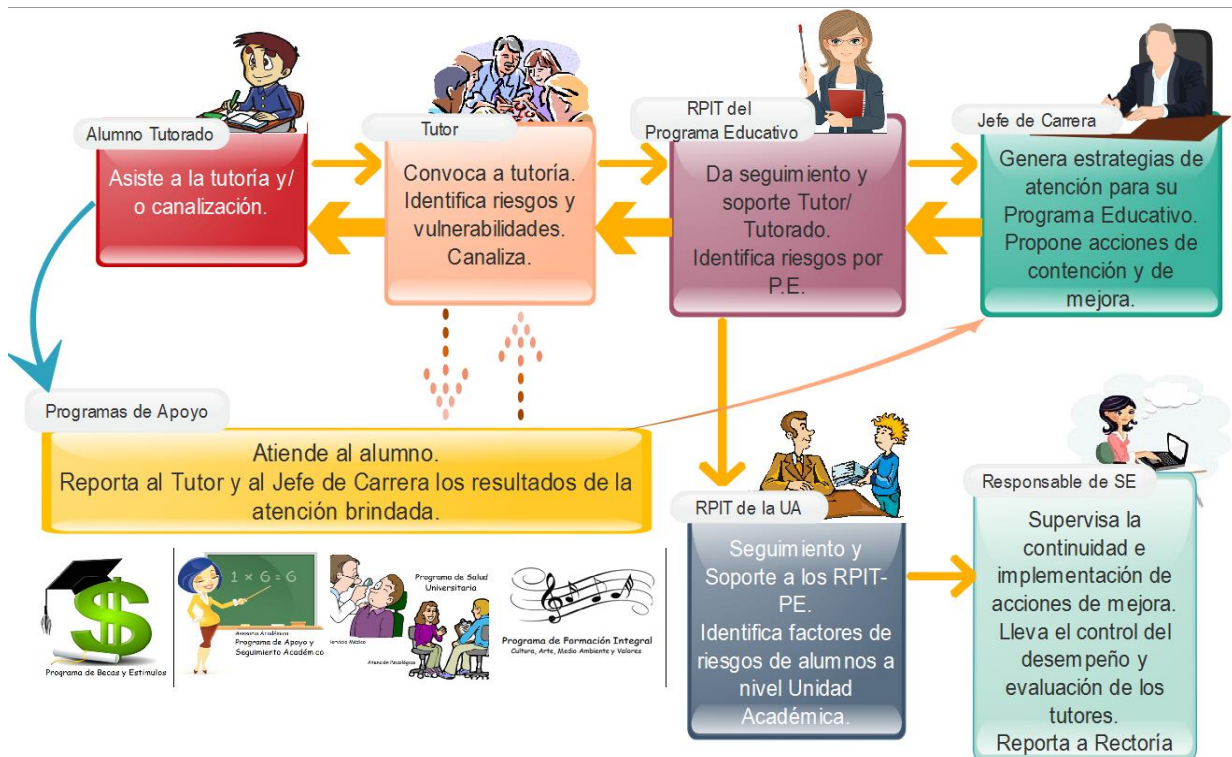 Alumno Tutorado
Asiste a la tutoría y/
o canalización.
Tutor
Convoca a tutoría.
Identifica riesgos y
vulnerabilidades.
Canaliza.
RPIT del
Programa Educativo
Da seguimiento y
soporte Tutor/
Tutorado.
Identifica riesgos por
P.E.
Jefe de Carrera
Genera estrategias de
atención para su
Programa Educativo.
Propone acciones de
contención y de
mejora.
Programas de Apoyo
Atiende al alumno.
Reporta al Tutor y al Jefe de Carrera los resultados de la
atención brindada.
RPIT de la UA
Seguimiento y
Soporte a los RPIT-
PE.
Identifica factores de
riesgos de alumnos a
nivel Unidad
Académica.
Responsable de SE
Supervisa la
continuidad e
implementación de
acciones de mejora.
Lleva el control del
desempeño y
evaluación de los
tutores.
Reporta a Rectoría
$
Programa de Becas y Estímulos
1 × 6 = 6
Asesoría Académica
Programa de Apoyo y
Seguimiento Académico
Programa de Salud
Universitaria
Servicio Médico
Atención Psicológica
Programa de Formación Integral
Cultura, Arte, Medio Ambiente y Valores